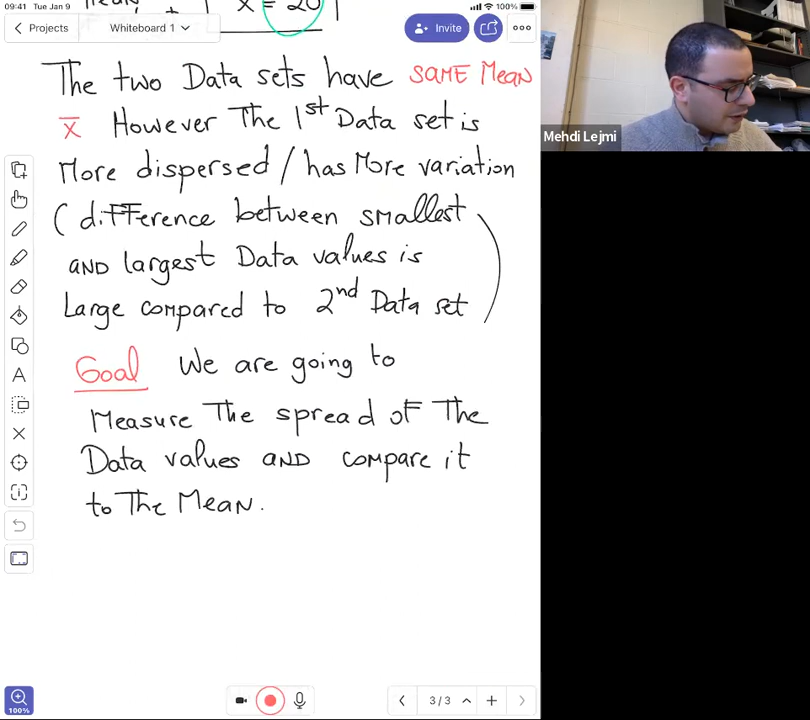 09:41 Tue Jan 9
100%
x = 20
Projects
Whiteboard 1
Invite
The two Data sets have SAME Mean
x̄ However The 1st Data set is
More dispersed / has More variation
( difference between smallest
AND largest Data values is
Large compared to 2nd Data set )
Goal We are going to
Measure The spread of The
Data values AND compare it
to The Mean.
Mehdi Lejmi
A
100%
3/3